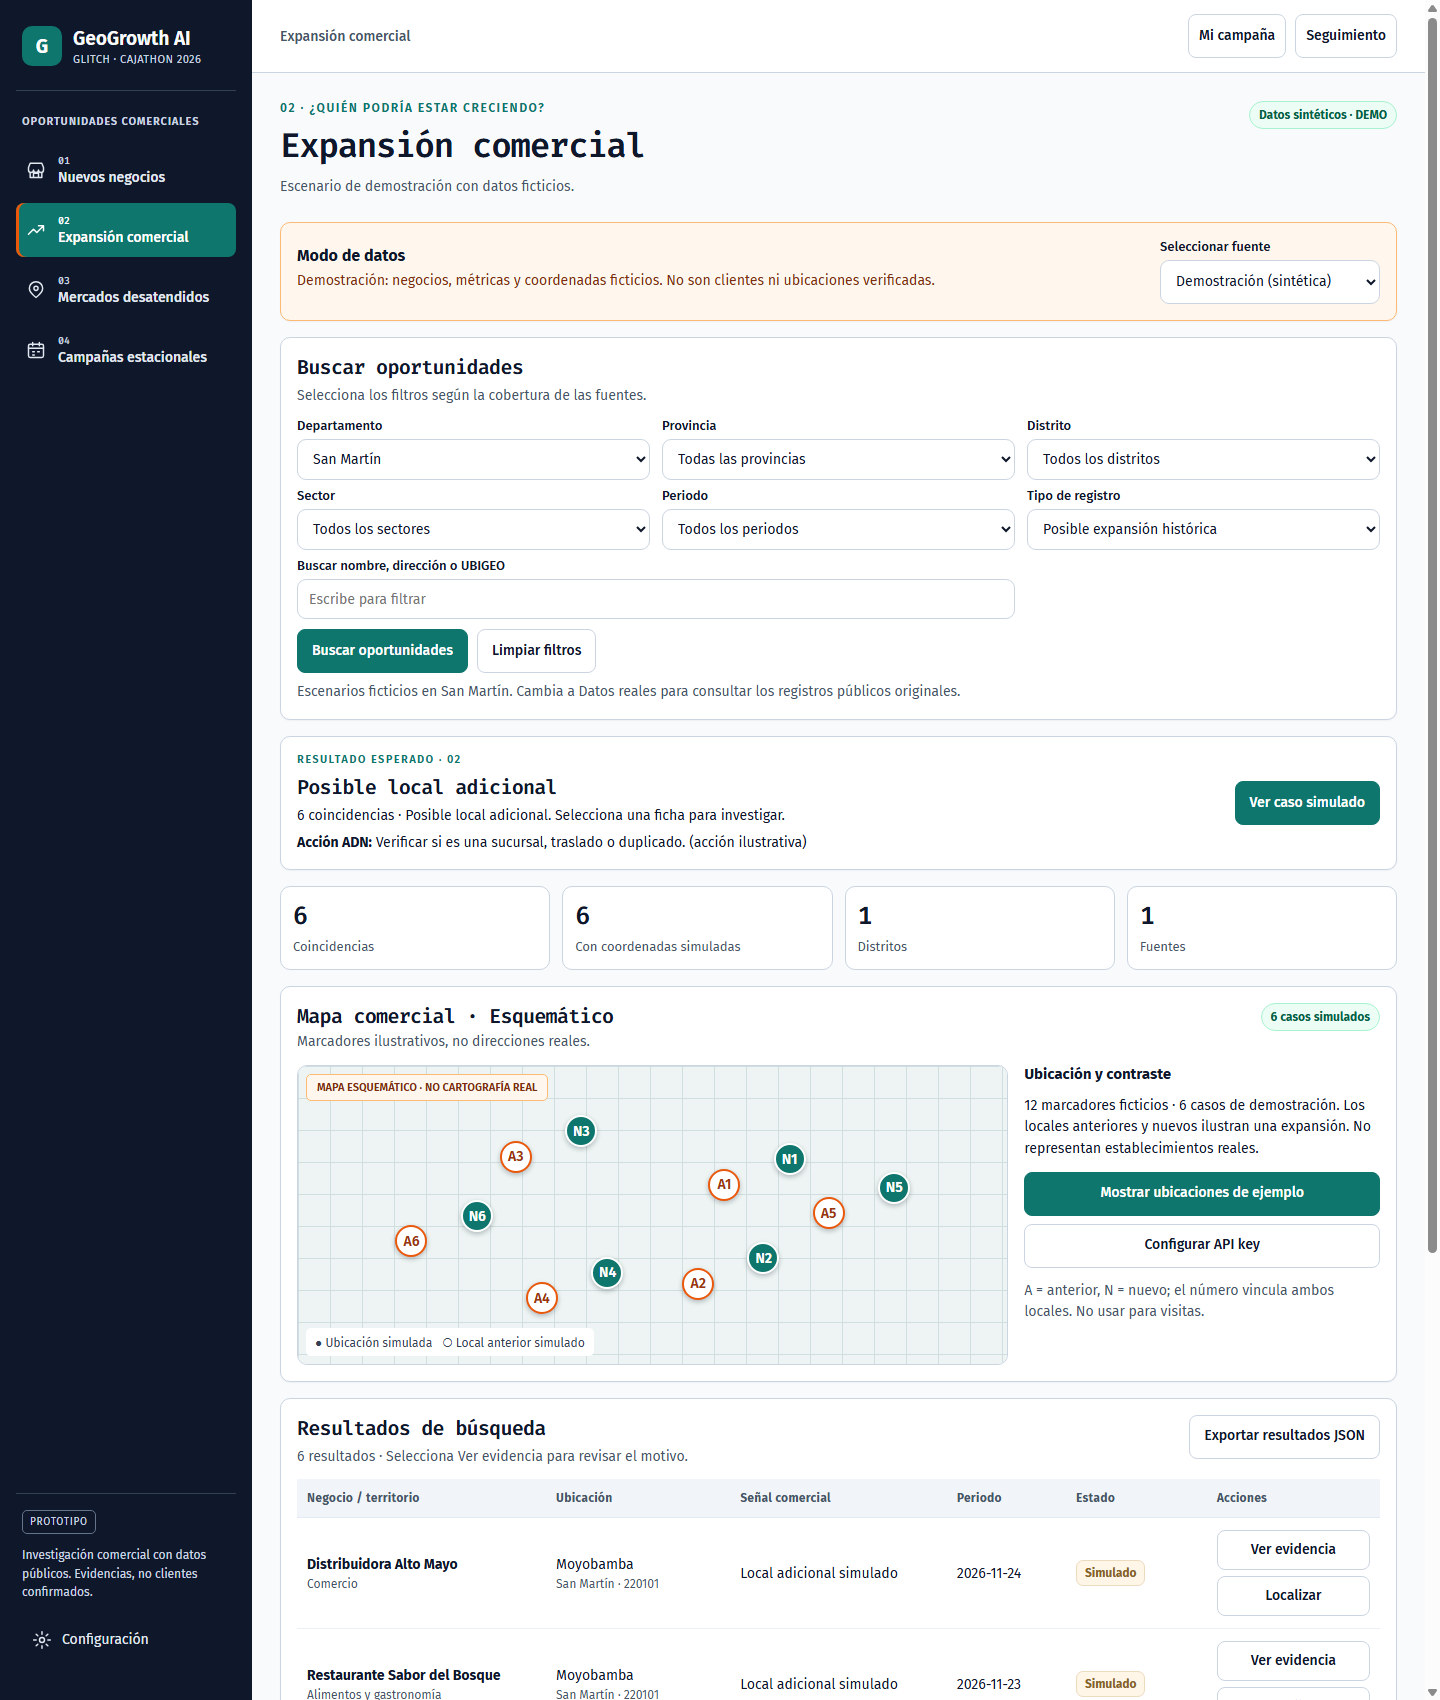 G
GeoGrowth AI
GLITCH · CAJATHON 2026
OPORTUNIDADES COMERCIALES
01
Nuevos negocios
02
Expansión comercial
03
Mercados desatendidos
04
Campañas estacionales
PROTOTIPO
Investigación comercial con datos
públicos. Evidencias, no clientes
confirmados.
Configuración
Expansión comercial
Mi campaña
Seguimiento
02 · ¿QUIÉN PODRÍA ESTAR CRECIENDO?
Datos sintéticos · DEMO
Expansión comercial
Escenario de demostración con datos ficticios.
Modo de datos
Demostración: negocios, métricas y coordenadas ficticios. No son clientes ni ubicaciones verificadas.
Seleccionar fuente
Demostración (sintética)
Buscar oportunidades
Selecciona los filtros según la cobertura de las fuentes.
Departamento
Provincia
Distrito
San Martín
Todas las provincias
Todos los distritos
Sector
Periodo
Tipo de registro
Todos los sectores
Todos los periodos
Posible expansión histórica
Buscar nombre, dirección o UBIGEO
Escribe para filtrar
Buscar oportunidades
Limpiar filtros
Escenarios ficticios en San Martín. Cambia a Datos reales para consultar los registros públicos originales.
RESULTADO ESPERADO · 02
Posible local adicional
6 coincidencias · Posible local adicional. Selecciona una ficha para investigar.
Acción ADN: Verificar si es una sucursal, traslado o duplicado. (acción ilustrativa)
Ver caso simulado
6
Coincidencias
6
Con coordenadas simuladas
1
Distritos
1
Fuentes
Mapa comercial · Esquemático
Marcadores ilustrativos, no direcciones reales.
6 casos simulados
MAPA ESQUEMÁTICO · NO CARTOGRAFÍA REAL
N3
A3
N1
A1
N5
A5
N6
A6
N2
N4
A2
A4
● Ubicación simulada ○ Local anterior simulado
Ubicación y contraste
12 marcadores ficticios · 6 casos de demostración. Los
locales anteriores y nuevos ilustran una expansión. No
representan establecimientos reales.
Mostrar ubicaciones de ejemplo
Configurar API key
A = anterior, N = nuevo; el número vincula ambos
locales. No usar para visitas.
Resultados de búsqueda
6 resultados · Selecciona Ver evidencia para revisar el motivo.
Exportar resultados JSON
Negocio / territorio
Ubicación
Señal comercial
Periodo
Estado
Acciones
Distribuidora Alto Mayo
Comercio
Moyobamba
San Martín · 220101
Local adicional simulado
2026-11-24
Simulado
Ver evidencia
Localizar
Restaurante Sabor del Bosque
Alimentos y gastronomía
Moyobamba
San Martín · 220101
Local adicional simulado
2026-11-23
Simulado
Ver evidencia